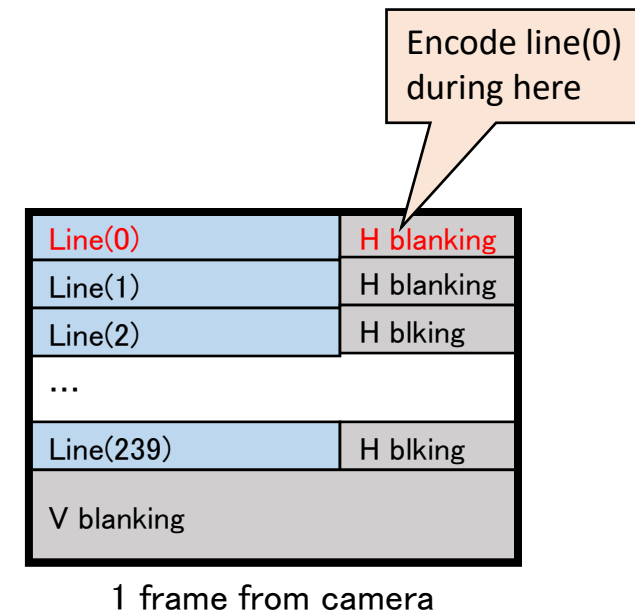 Encode line(0)
during here
Line(0) H blanking
Line(1) H blanking
Line(2) H blking
...
Line(239) H blking
V blanking
1 frame from camera